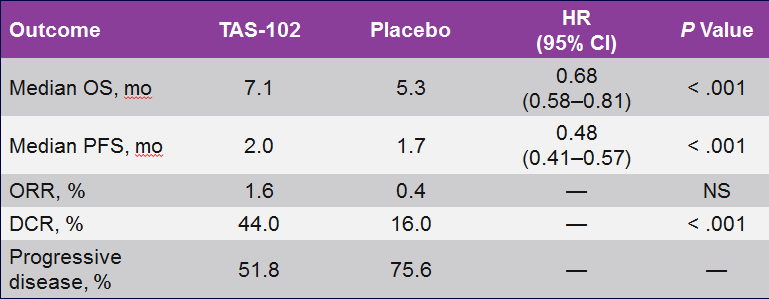 Outcome TAS-102 Placebo HR (95% CI) P Value
Median OS, mo 7.1 5.3 0.68 (0.58–0.81) < .001
Median PFS, mo 2.0 1.7 0.48 (0.41–0.57) < .001
ORR, % 1.6 0.4 — NS
DCR, % 44.0 16.0 — < .001
Progressive disease, % 51.8 75.6 — —